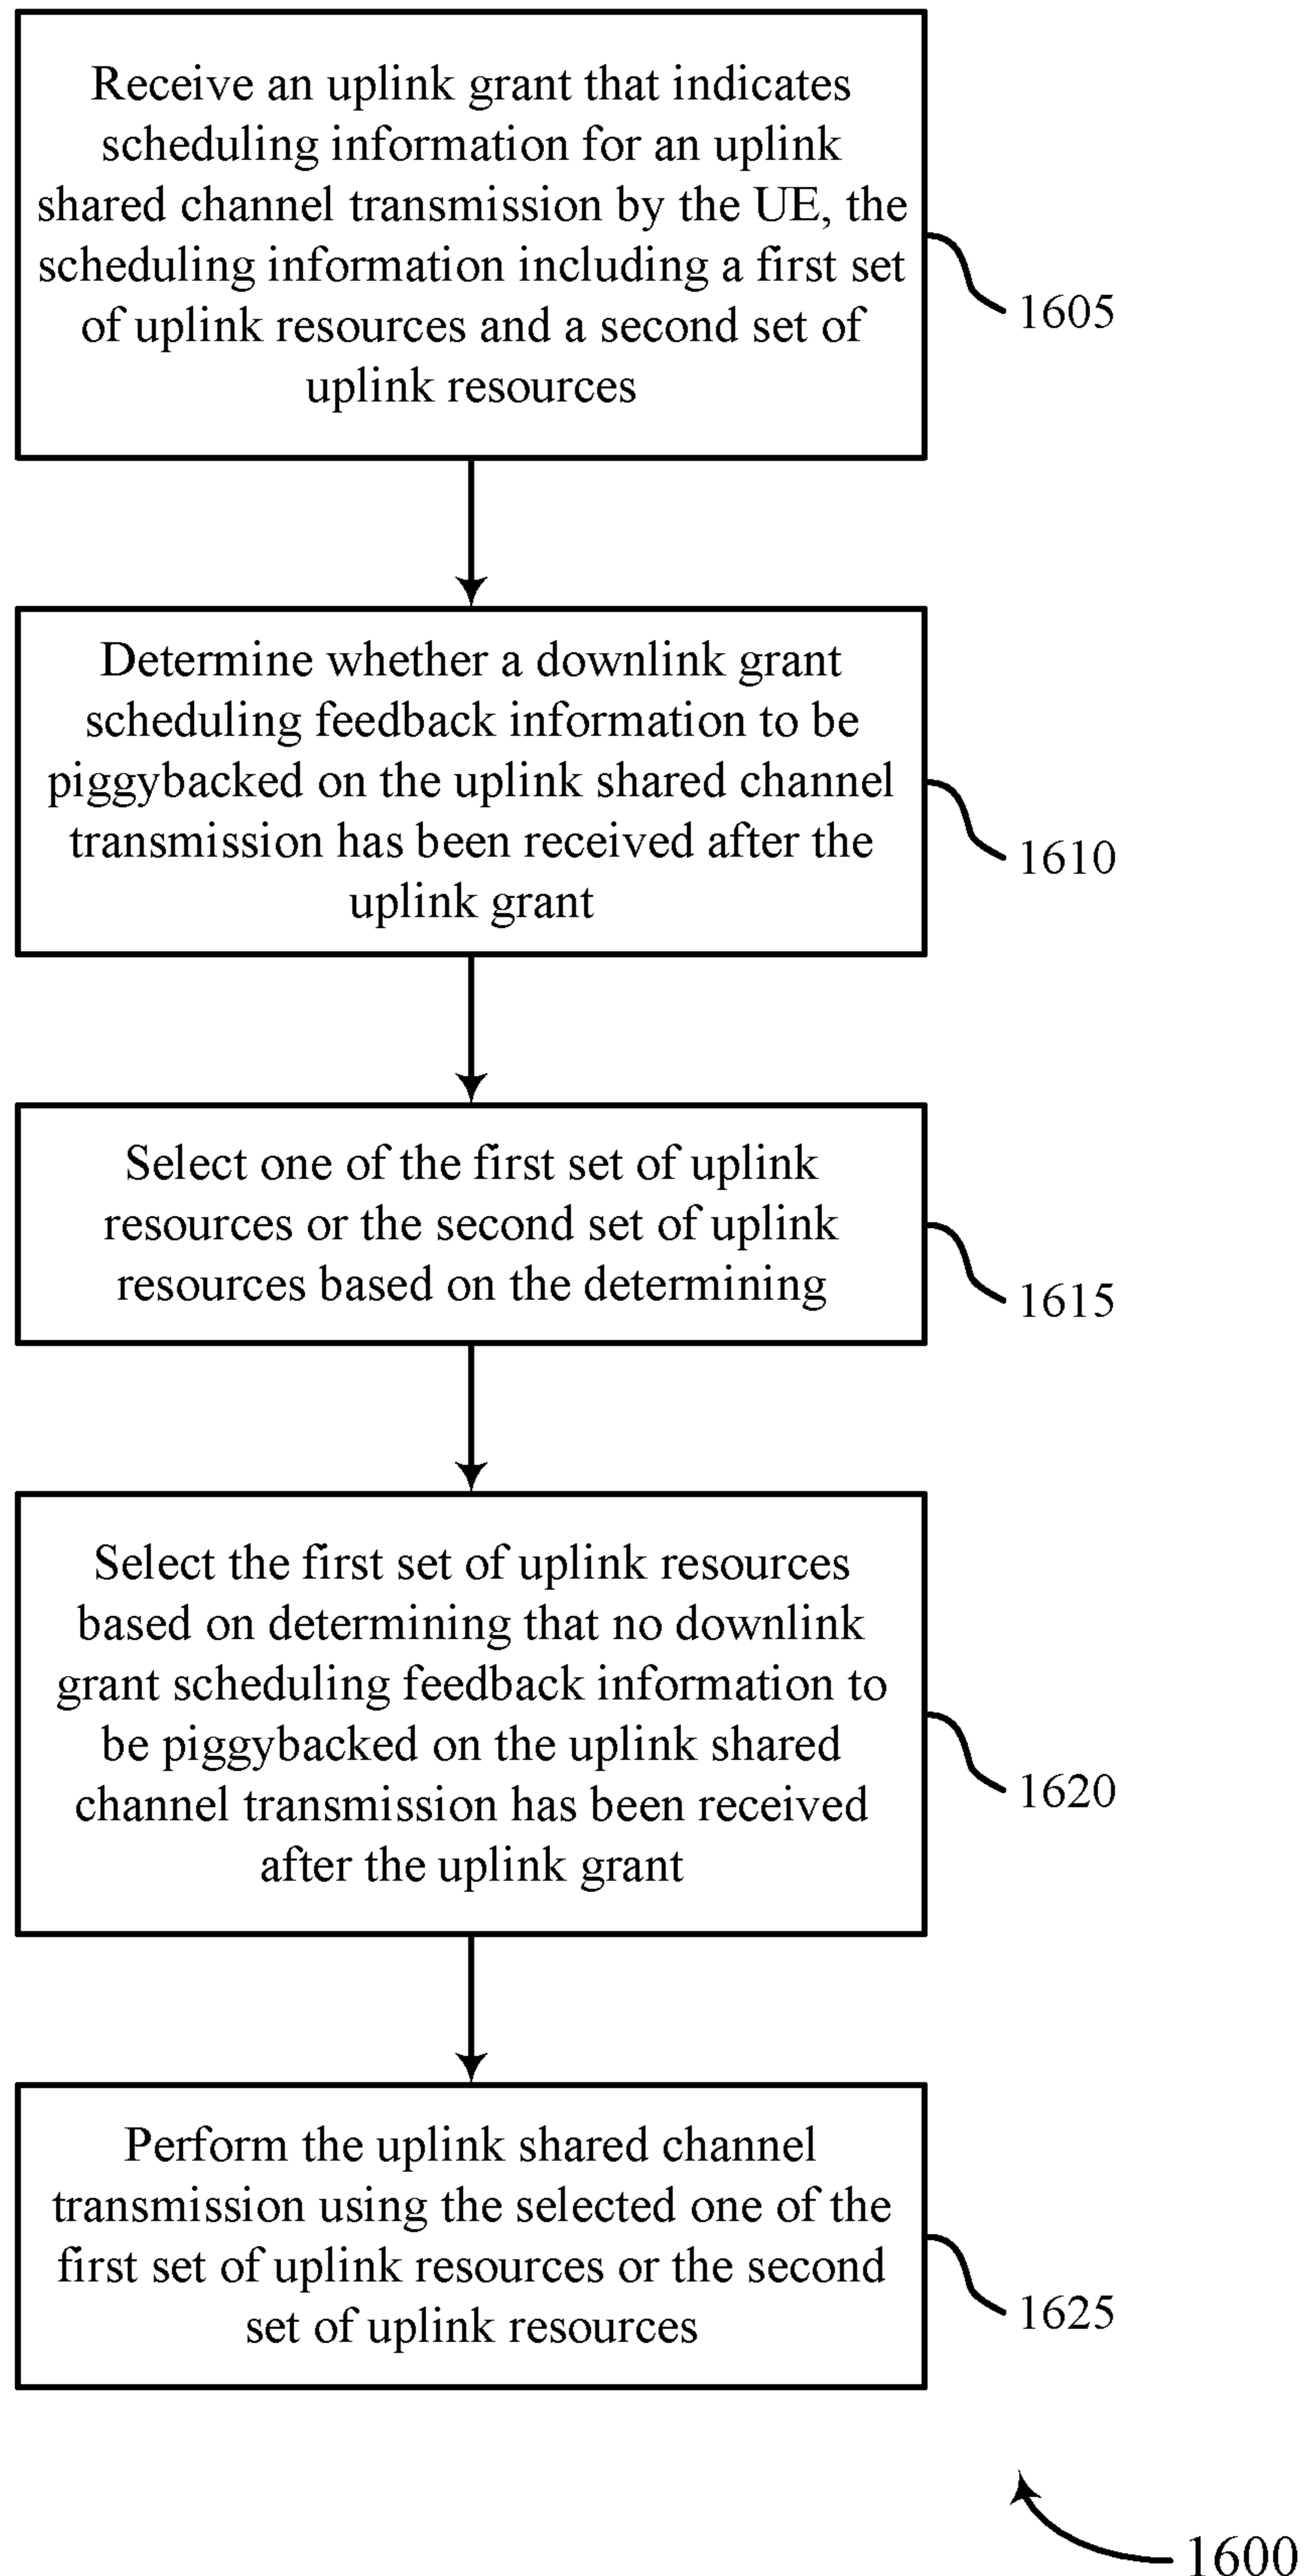 Receive an uplink grant that indicates
scheduling information for an uplink
shared channel transmission by the UE, the
scheduling information including a first set
of uplink resources and a second set of
uplink resources
1605
Determine whether a downlink grant
scheduling feedback information to be
piggybacked on the uplink shared channel
transmission has been received after the
uplink grant
1610
Select one of the first set of uplink
resources or the second set of uplink
resources based on the determining
1615
Select the first set of uplink resources
based on determining that no downlink
grant scheduling feedback information to
be piggybacked on the uplink shared
channel transmission has been received
after the uplink grant
1620
Perform the uplink shared channel
transmission using the selected one of the
first set of uplink resources or the second
set of uplink resources
1625
1600